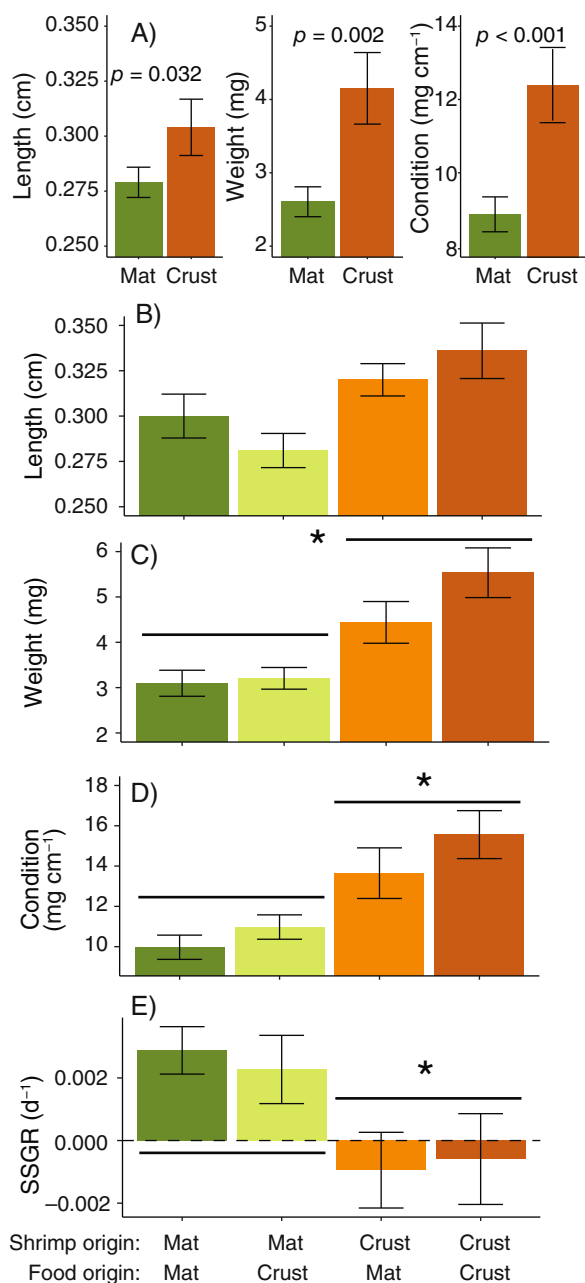 A)
p = 0.032
p = 0.002
p < 0.001
Length (cm)
0.350
0.325
0.300
0.275
0.250
Mat Crust
Weight (mg)
5
4
3
2
Mat Crust
Condition (mg cm⁻¹)
14
12
10
8
Mat Crust
B)
Length (cm)
0.350
0.325
0.300
0.275
0.250
C)
*
Weight (mg)
6
5
4
3
2
D)
*
Condition
(mg cm⁻¹)
18
16
14
12
10
E)
*
SSGR (d⁻¹)
0.002
0.000
−0.002
Shrimp origin: Mat Mat Crust Crust
Food origin: Mat Crust Mat Crust